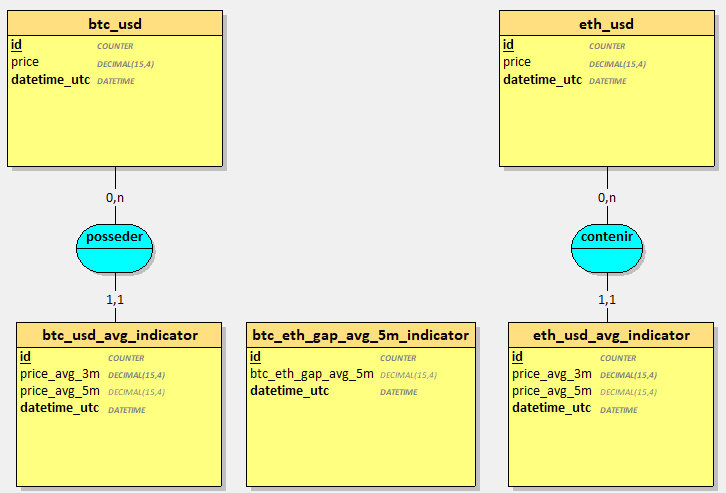 btc_usd
id COUNTER
price DECIMAL(15,4)
datetime_utc DATETIME
eth_usd
id COUNTER
price DECIMAL(15,4)
datetime_utc DATETIME
0,n
0,n
posseder
contenir
1,1
1,1
btc_usd_avg_indicator
id COUNTER
price_avg_3m DECIMAL(15,4)
price_avg_5m DECIMAL(15,4)
datetime_utc DATETIME
btc_eth_gap_avg_5m_indicator
id COUNTER
btc_eth_gap_avg_5m DECIMAL(15,4)
datetime_utc DATETIME
eth_usd_avg_indicator
id COUNTER
price_avg_3m DECIMAL(15,4)
price_avg_5m DECIMAL(15,4)
datetime_utc DATETIME